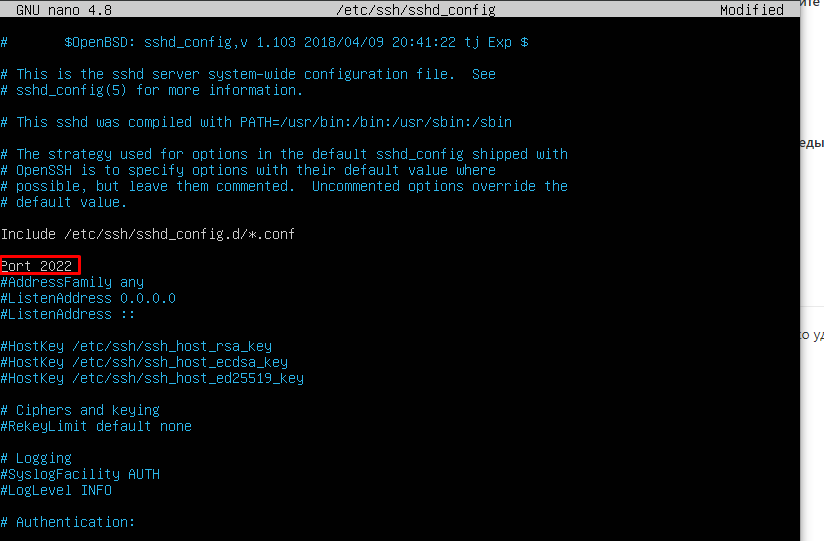 GNU nano 4.8 /etc/ssh/sshd_config Modified
# $OpenBSD: sshd_config,v 1.103 2018/04/09 20:41:22 tj Exp $
# This is the sshd server system-wide configuration file.  See
# sshd_config(5) for more information.
# This sshd was compiled with PATH=/usr/bin:/bin:/usr/sbin:/sbin
# The strategy used for options in the default sshd_config shipped with
# OpenSSH is to specify options with their default value where
# possible, but leave them commented.  Uncommented options override the
# default value.
Include /etc/ssh/sshd_config.d/*.conf
Port 2022
#AddressFamily any
#ListenAddress 0.0.0.0
#ListenAddress ::
#HostKey /etc/ssh/ssh_host_rsa_key
#HostKey /etc/ssh/ssh_host_ecdsa_key
#HostKey /etc/ssh/ssh_host_ed25519_key
# Ciphers and keying
#RekeyLimit default none
# Logging
#SyslogFacility AUTH
#LogLevel INFO
# Authentication: